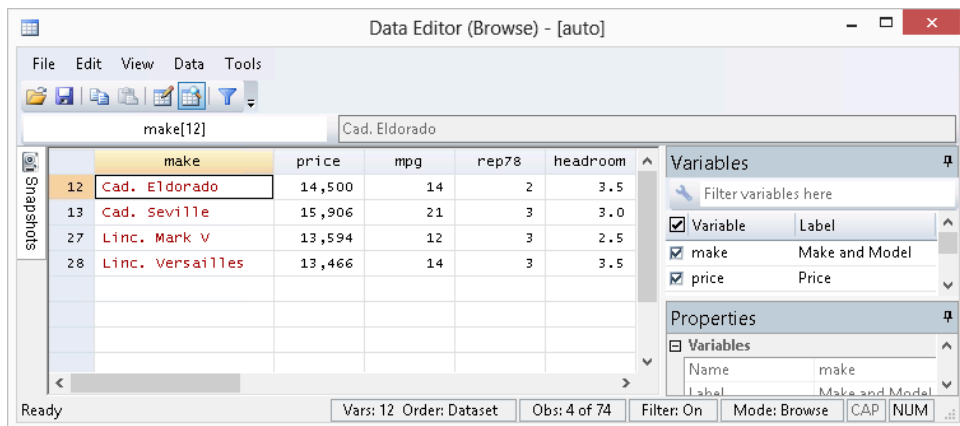 Data Editor (Browse) - [auto]
File Edit View Data Tools
make[12] Cad. Eldorado
Snapshots
make price mpg rep78 headroom
12 Cad. Eldorado 14,500 14 2 3.5
13 Cad. Seville 15,906 21 3 3.0
27 Linc. Mark V 13,594 12 3 2.5
28 Linc. Versailles 13,466 14 3 3.5
Variables
Filter variables here
Variable Label
make Make and Model
price Price
Properties
Variables
Name make
Label Make and Model
Ready Vars: 12 Order: Dataset Obs: 4 of 74 Filter: On Mode: Browse CAP NUM